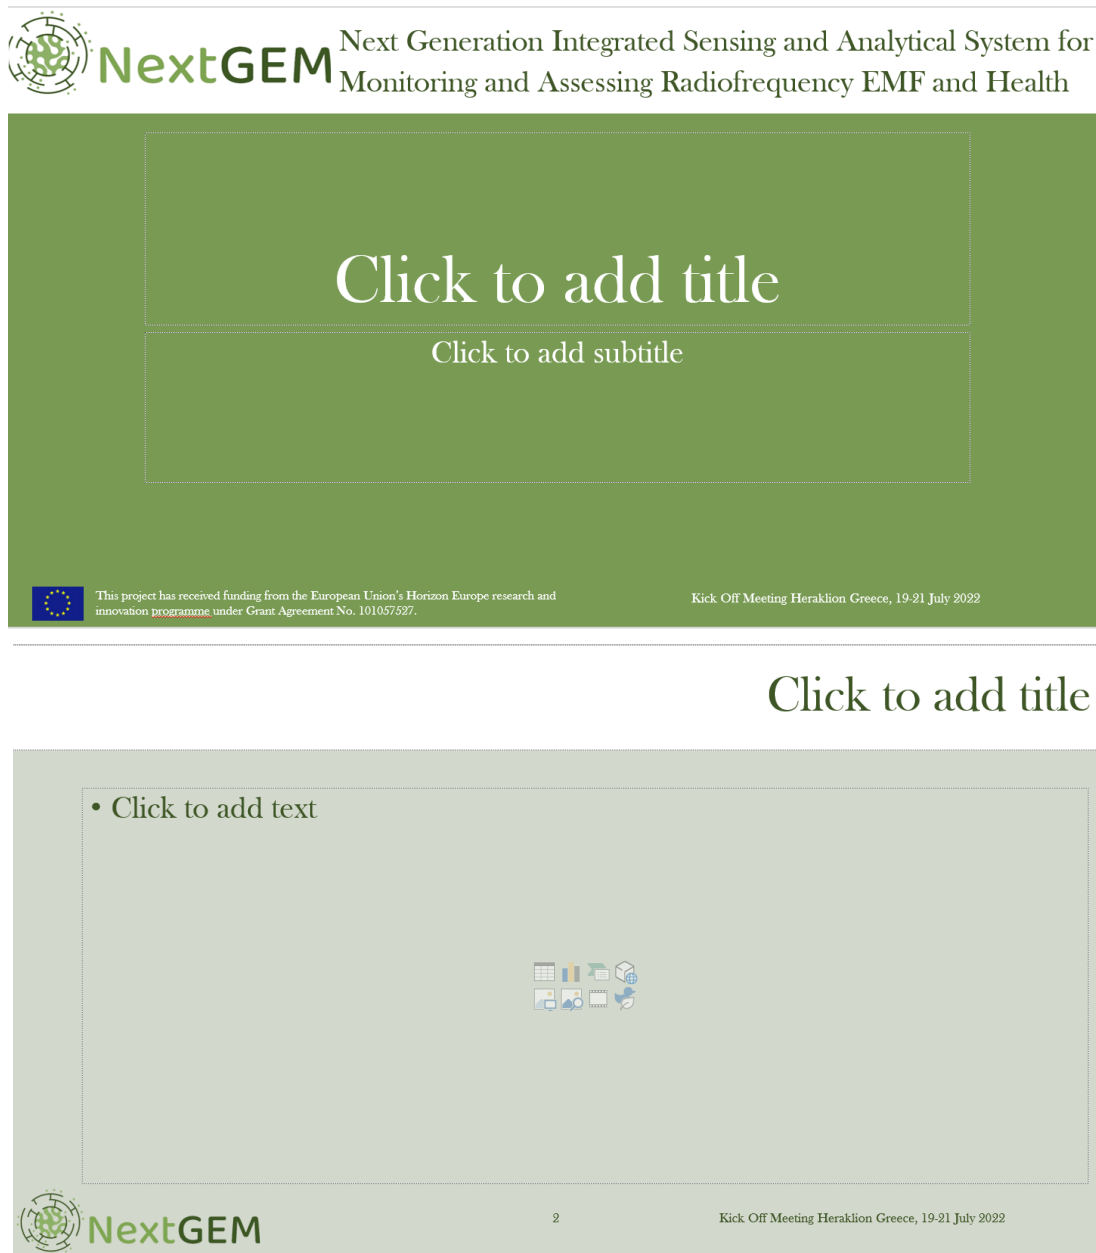 NextGEM
Next Generation Integrated Sensing and Analytical System for
Monitoring and Assessing Radiofrequency EMF and Health
Click to add title
Click to add subtitle
This project has received funding from the European Union's Horizon Europe research and
innovation programme under Grant Agreement No. 101057527.
Kick Off Meeting Heraklion Greece, 19-21 July 2022
Click to add title
• Click to add text
NextGEM
2
Kick Off Meeting Heraklion Greece, 19-21 July 2022